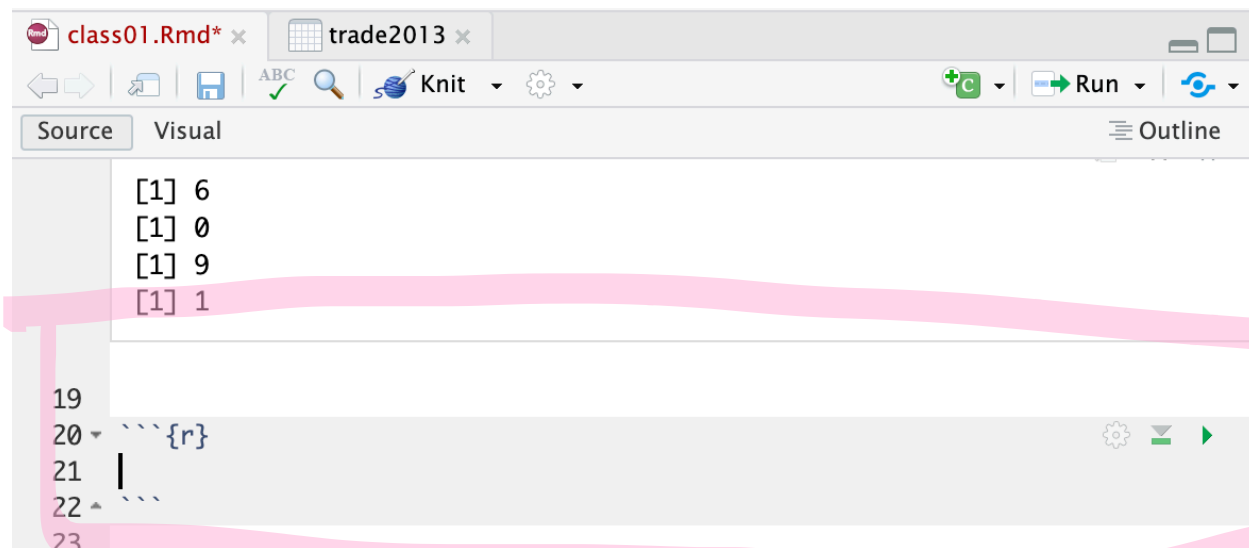 Rmd class01.Rmd* × trade2013 ×
ABC Knit C Run
Source Visual Outline
[1] 6
[1] 0
[1] 9
[1] 1
19
20 ```{r}
21
22 ```
23